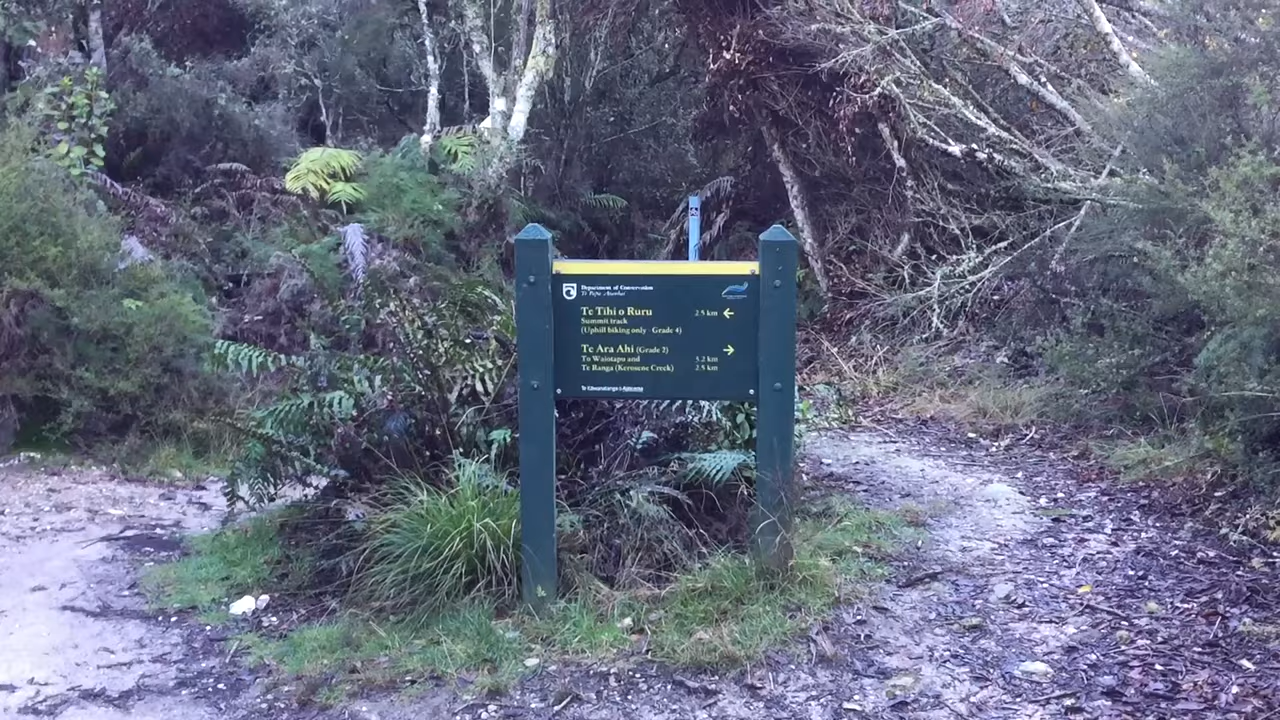 Department of Conservation
Te Papa Atawhai
Te Tihi o Ruru 2.5 km ←
Summit track
(Uphill biking only - Grade 4)
Te Ara Ahi (Grade 2) →
To Waiotapu and 5.2 km
Te Ranga (Kerosene Creek) 2.5 km